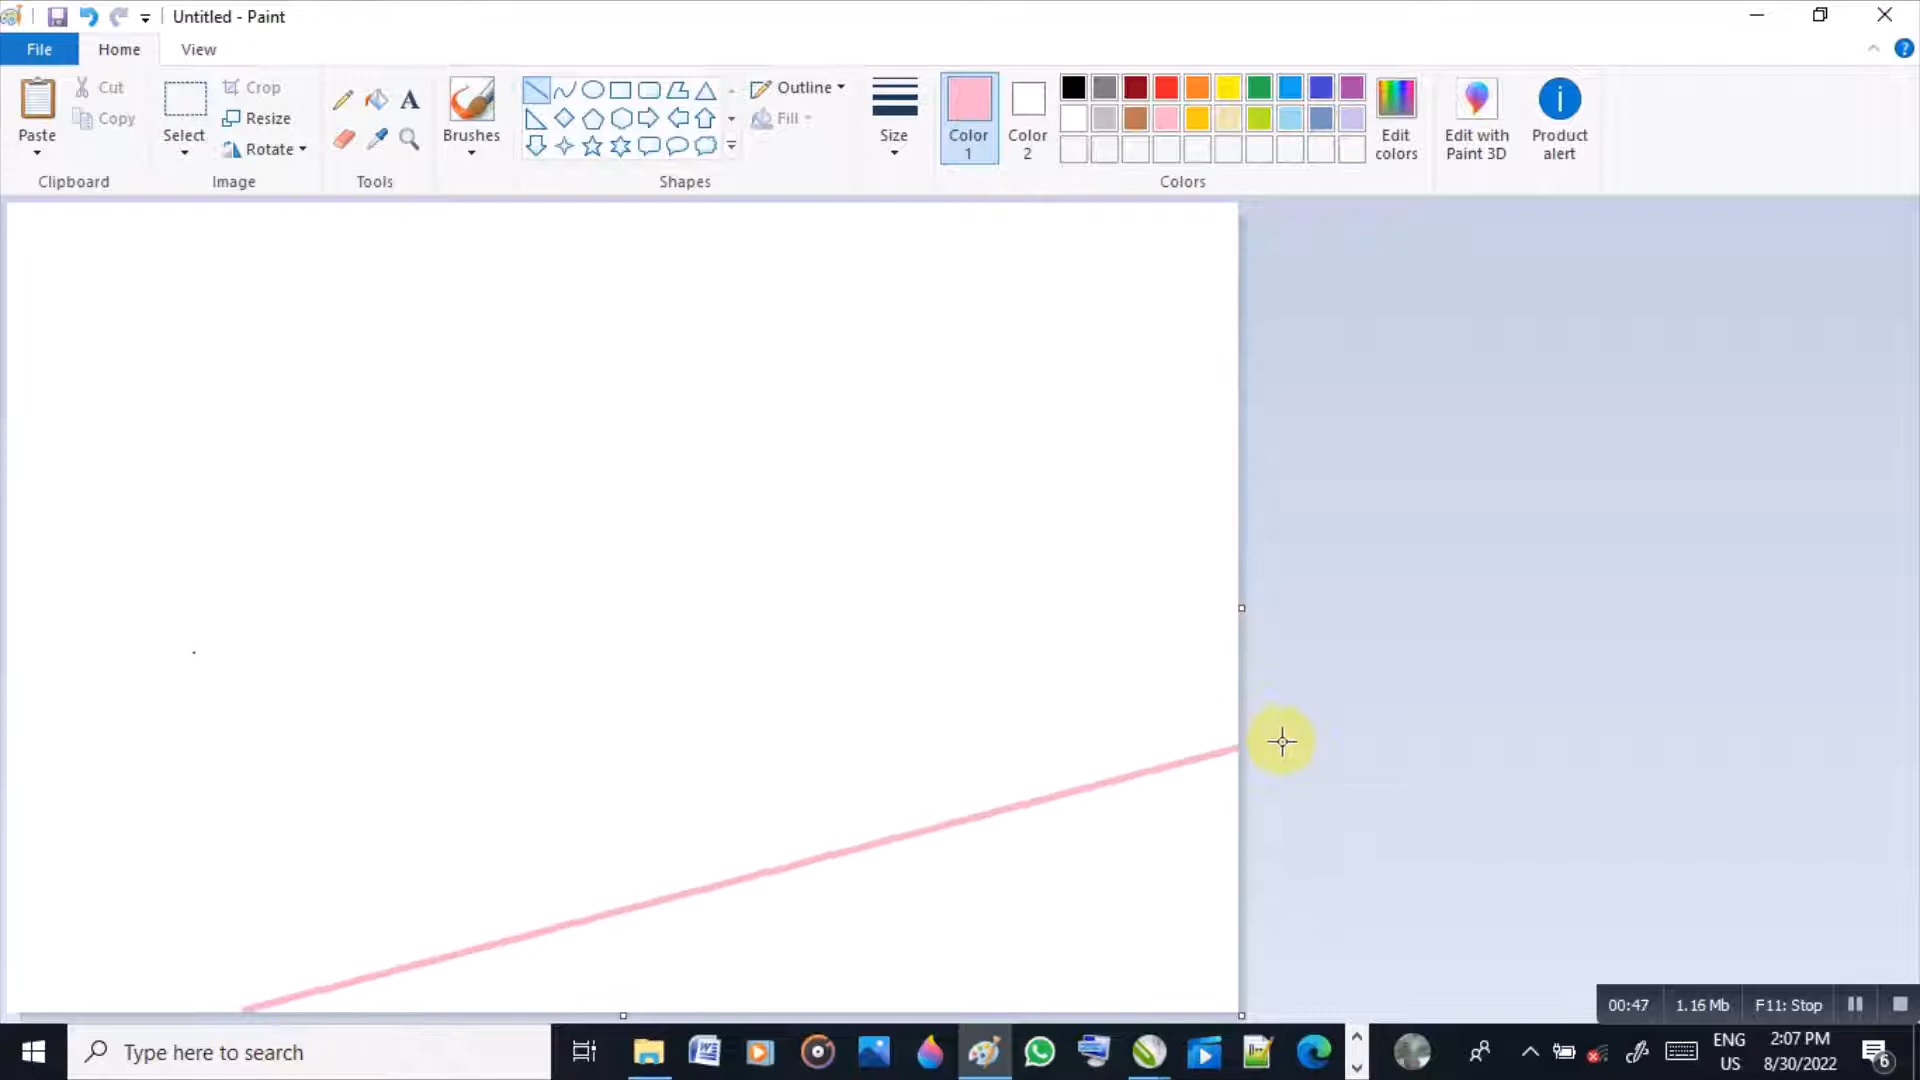 Untitled - Paint
File Home View
Paste
Cut
Copy
Clipboard
Select
Crop
Resize
Rotate
Image
A
Tools
Brushes
Shapes
Outline
Fill
Size
Color 1
Color 2
Colors
Edit colors
Edit with Paint 3D
Product alert
00:47 1.16 Mb F11: Stop
Type here to search
ENG
US
2:07 PM
8/30/2022
6